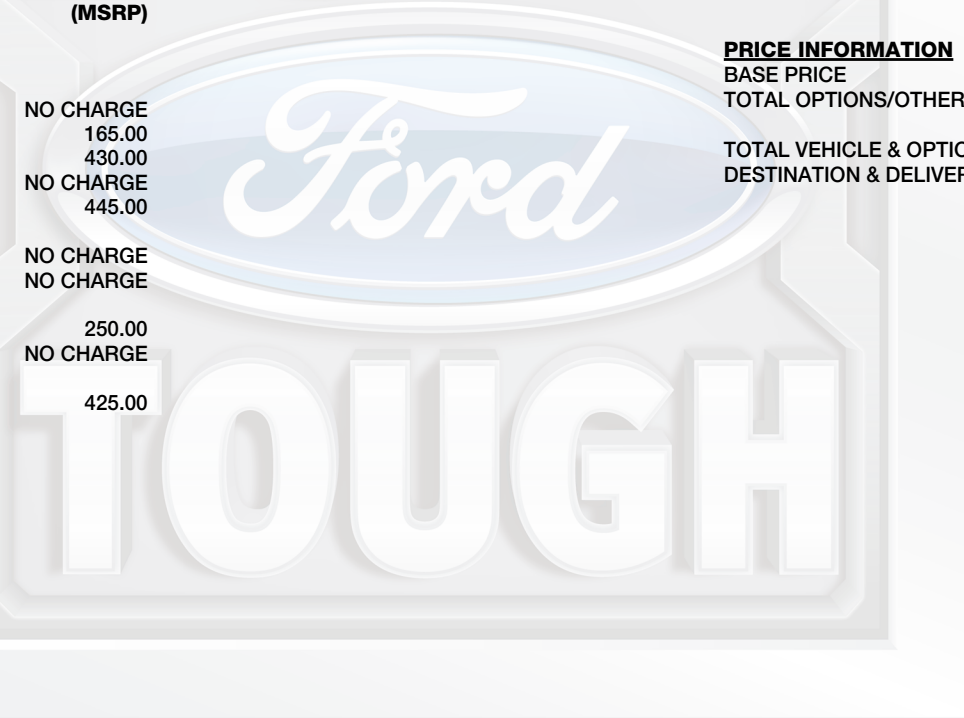 (MSRP)
NO CHARGE
165.00
430.00
NO CHARGE
445.00
NO CHARGE
NO CHARGE
250.00
NO CHARGE
425.00
PRICE INFORMATION
BASE PRICE
TOTAL OPTIONS/OTHER
TOTAL VEHICLE & OPTIO
DESTINATION & DELIVER
Ford
TOUGH